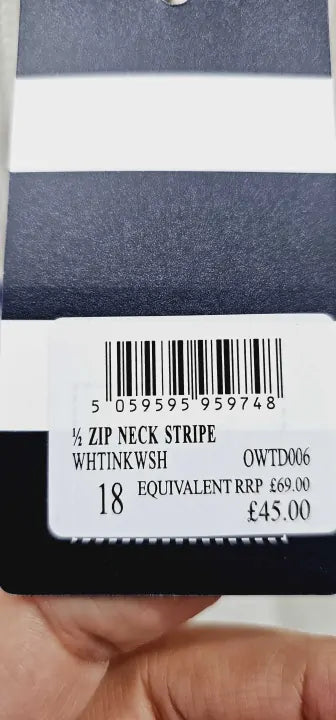 5 059595 959748
½ ZIP NECK STRIPE
WHTINKWSH OWTD006
18 EQUIVALENT RRP £69.00
£45.00